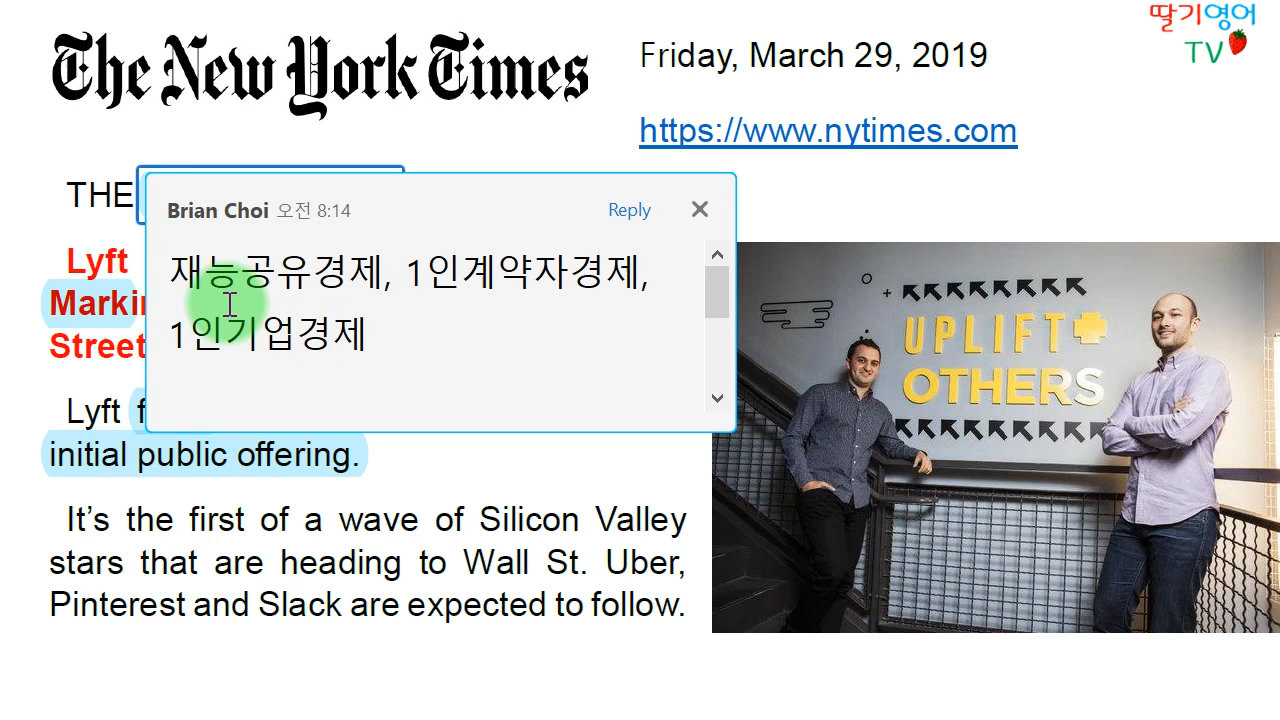 딸기영어
TV
The New York Times
Friday, March 29, 2019
https://www.nytimes.com
THE
Brian Choi 오전 8:14
Reply
재능공유경제, 1인계약자경제,
1인기업경제
Lyft
Street
Lyft
initial public offering.
It's the first of a wave of Silicon Valley
stars that are heading to Wall St. Uber,
Pinterest and Slack are expected to follow.
UPLIFT
OTHERS